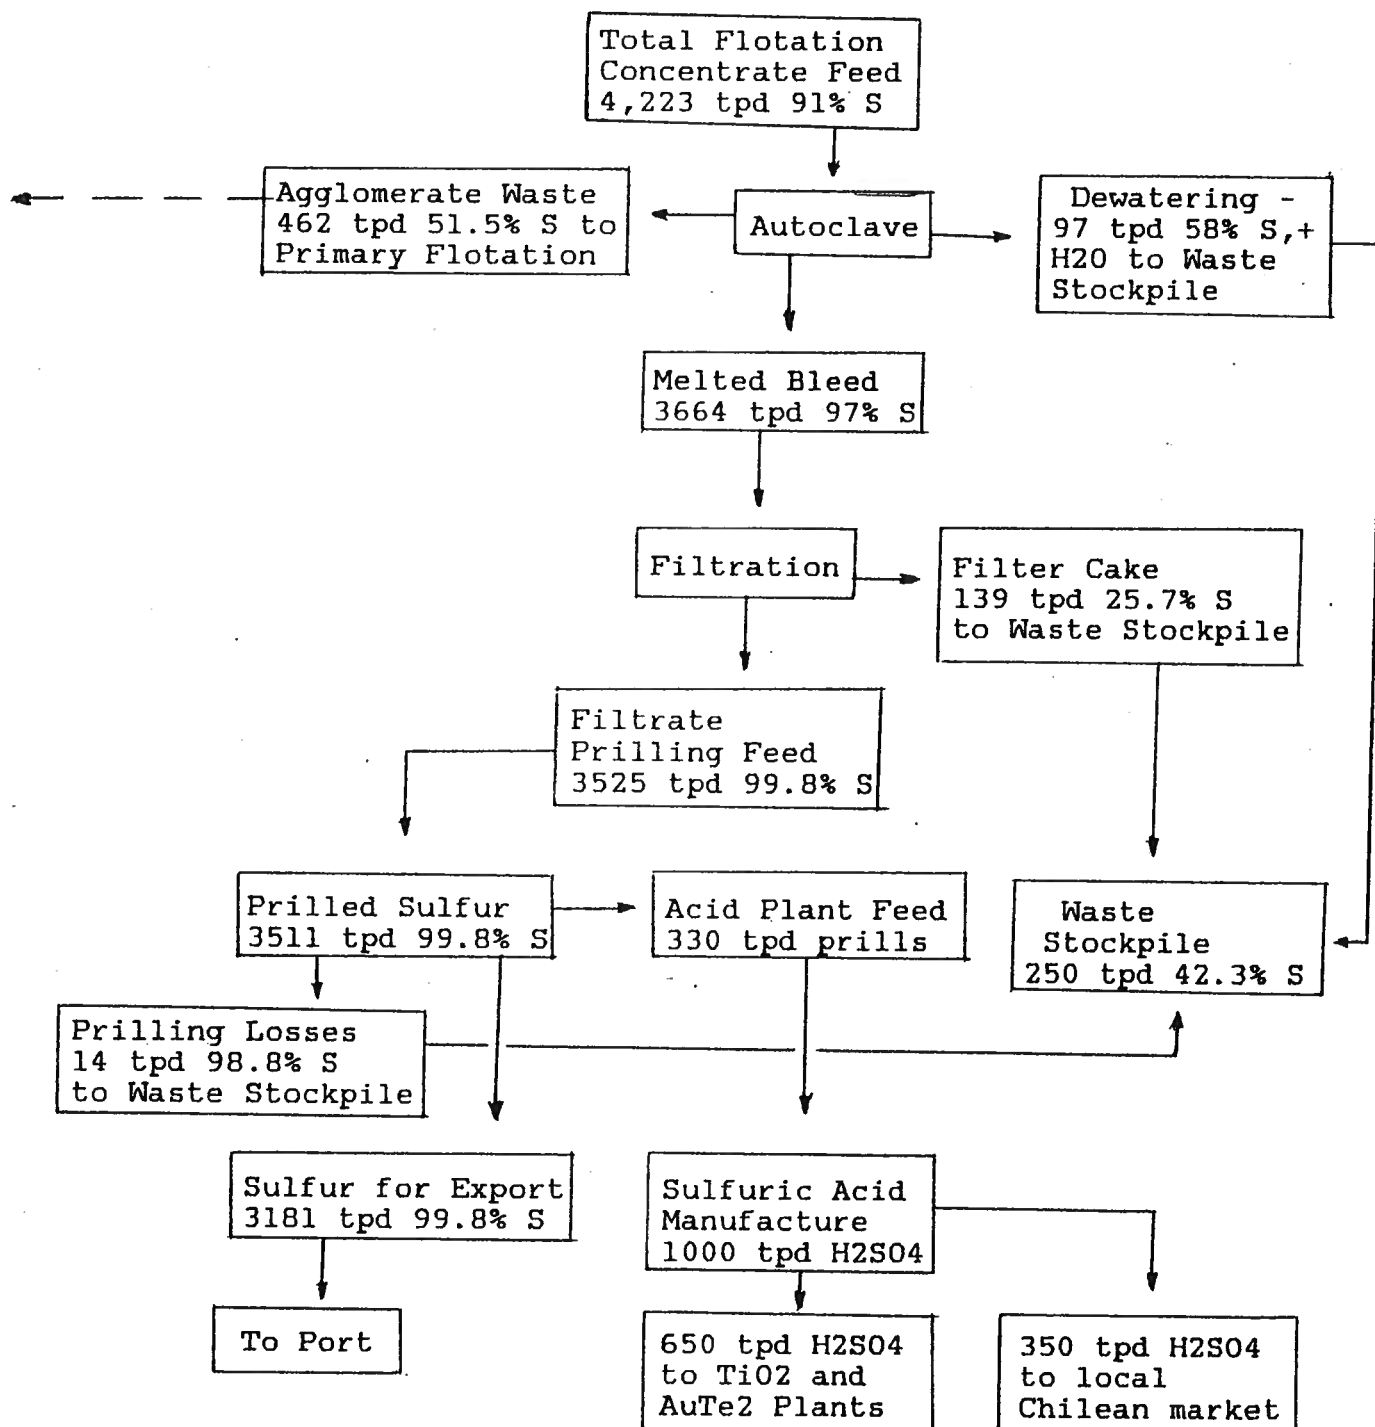 Total Flotation
Concentrate Feed
4,223 tpd 91% S
Agglomerate Waste
462 tpd 51.5% S to
Primary Flotation
Autoclave
Dewatering -
97 tpd 58% S,+
H2O to Waste
Stockpile
Melted Bleed
3664 tpd 97% S
Filtration
Filter Cake
139 tpd 25.7% S
to Waste Stockpile
Filtrate
Prilling Feed
3525 tpd 99.8% S
Prilled Sulfur
3511 tpd 99.8% S
Acid Plant Feed
330 tpd prills
Waste
Stockpile
250 tpd 42.3% S
Prilling Losses
14 tpd 98.8% S
to Waste Stockpile
Sulfur for Export
3181 tpd 99.8% S
Sulfuric Acid
Manufacture
1000 tpd H2SO4
To Port
650 tpd H2SO4
to TiO2 and
AuTe2 Plants
350 tpd H2SO4
to local
Chilean market